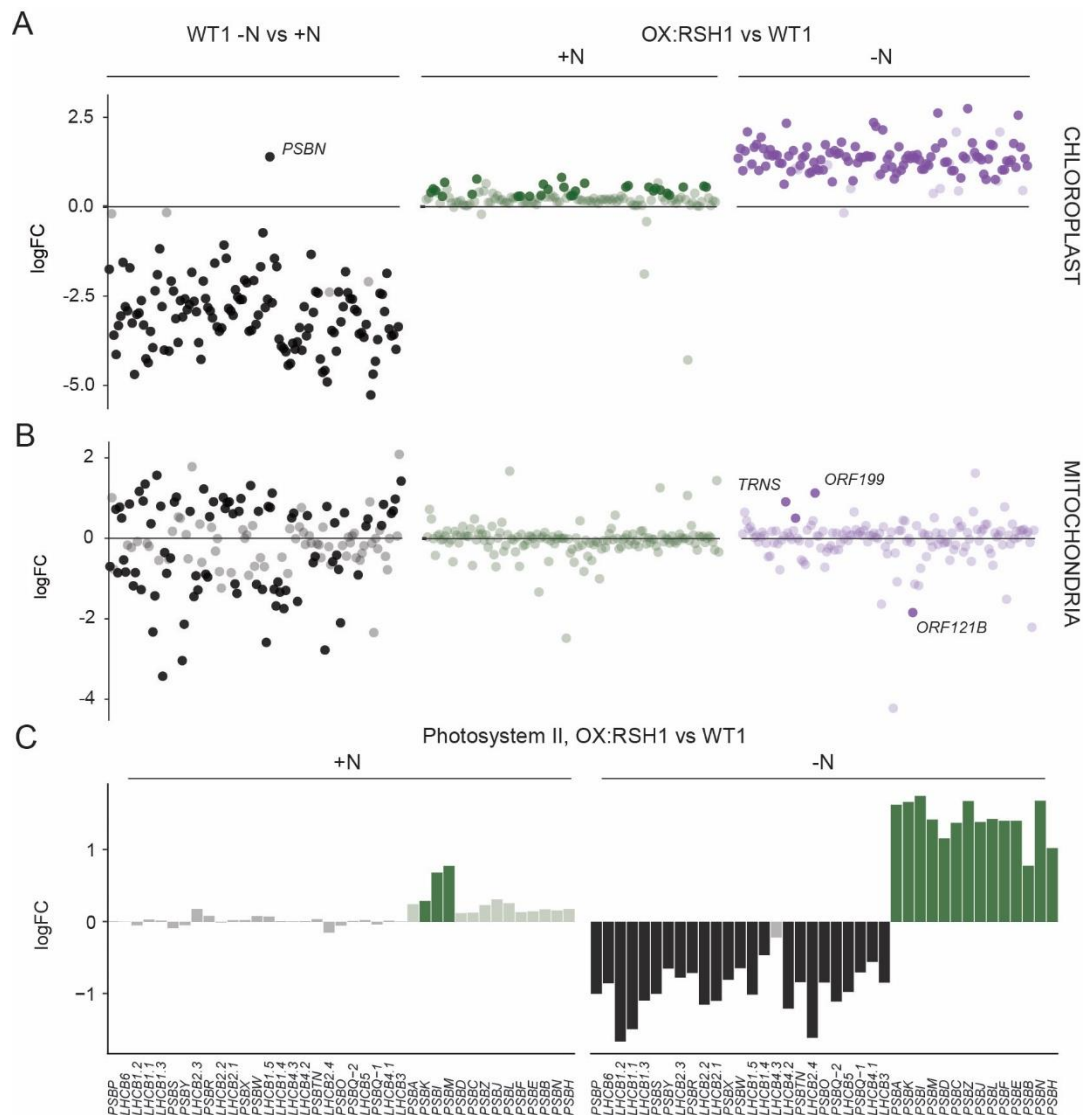 A
WT1 -N vs +N
OX:RSH1 vs WT1
+N
-N
2.5
0.0
-2.5
-5.0
logFC
PSBN
CHLOROPLAST
B
2
0
-2
-4
logFC
TRNS
ORF199
ORF121B
MITOCHONDRIA
C
Photosystem II, OX:RSH1 vs WT1
+N
-N
1
0
−1
logFC
PSBP
LHCB6
LHCB1.2
LHCB1.1
LHCB1.3
PSBS
PSBY
LHCB2.3
PSBR
LHCB2.2
LHCB2.1
PSBX
PSBW
LHCB1.5
LHCB1.4
LHCB4.3
LHCB4.2
PSBTN
LHCB2.4
PSBO
PSBQ-2
LHCB5
PSBQ-1
LHCB4.1
LHCB3
PSBA
PSBK
PSBI
PSBM
PSBD
PSBC
PSBZ
PSBJ
PSBL
PSBF
PSBE
PSBB
PSBN
PSBH
PSBP
LHCB6
LHCB1.2
LHCB1.1
LHCB1.3
PSBS
PSBY
LHCB2.3
PSBR
LHCB2.2
LHCB2.1
PSBX
PSBW
LHCB1.5
LHCB1.4
LHCB4.3
LHCB4.2
PSBTN
LHCB2.4
PSBO
PSBQ-2
LHCB5
PSBQ-1
LHCB4.1
LHCB3
PSBA
PSBK
PSBI
PSBM
PSBD
PSBC
PSBZ
PSBJ
PSBL
PSBF
PSBE
PSBB
PSBN
PSBH